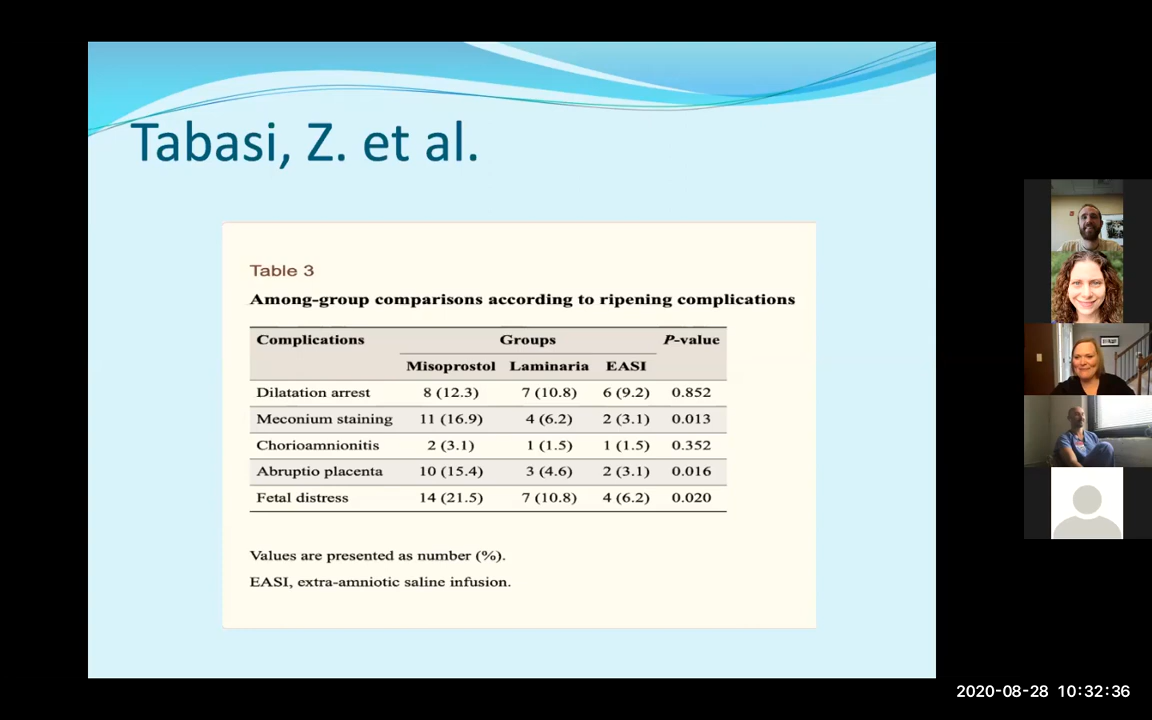 Tabasi, Z. et al.
Table 3
Among-group comparisons according to ripening complications
Complications Groups P-value
Misoprostol Laminaria EASI
Dilatation arrest 8 (12.3) 7 (10.8) 6 (9.2) 0.852
Meconium staining 11 (16.9) 4 (6.2) 2 (3.1) 0.013
Chorioamnionitis 2 (3.1) 1 (1.5) 1 (1.5) 0.352
Abruptio placenta 10 (15.4) 3 (4.6) 2 (3.1) 0.016
Fetal distress 14 (21.5) 7 (10.8) 4 (6.2) 0.020
Values are presented as number (%).
EASI, extra-amniotic saline infusion.
2020-08-28 10:32:36